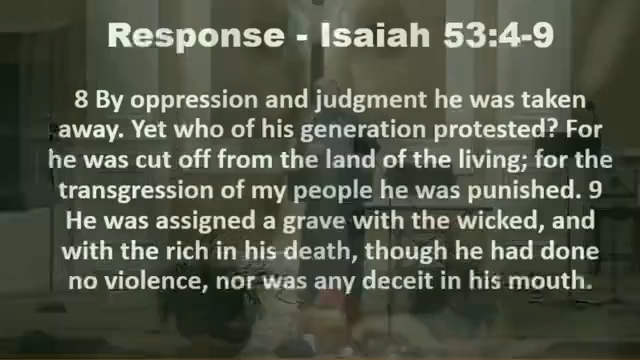 Response - Isaiah 53:4-9
8 By oppression and judgment he was taken
away. Yet who of his generation protested? For
he was cut off from the land of the living; for the
transgression of my people he was punished. 9
He was assigned a grave with the wicked, and
with the rich in his death, though he had done
no violence, nor was any deceit in his mouth.